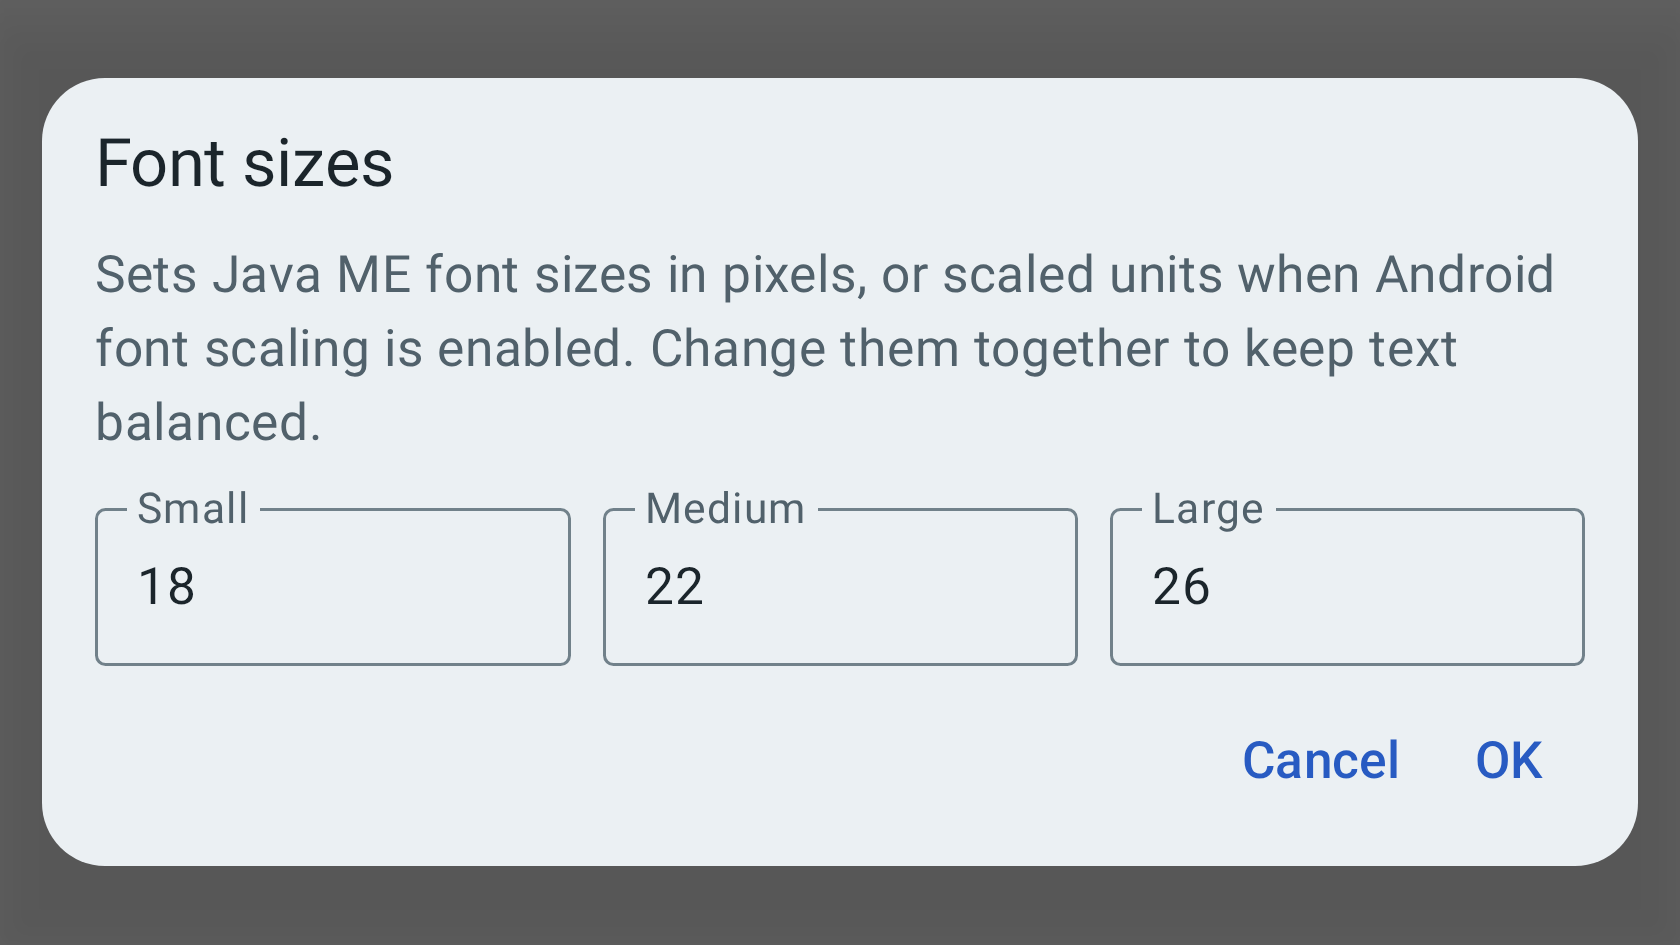 Font sizes
Sets Java ME font sizes in pixels, or scaled units when Android
font scaling is enabled. Change them together to keep text
balanced.
Small Medium Large
18 22 26
Cancel OK